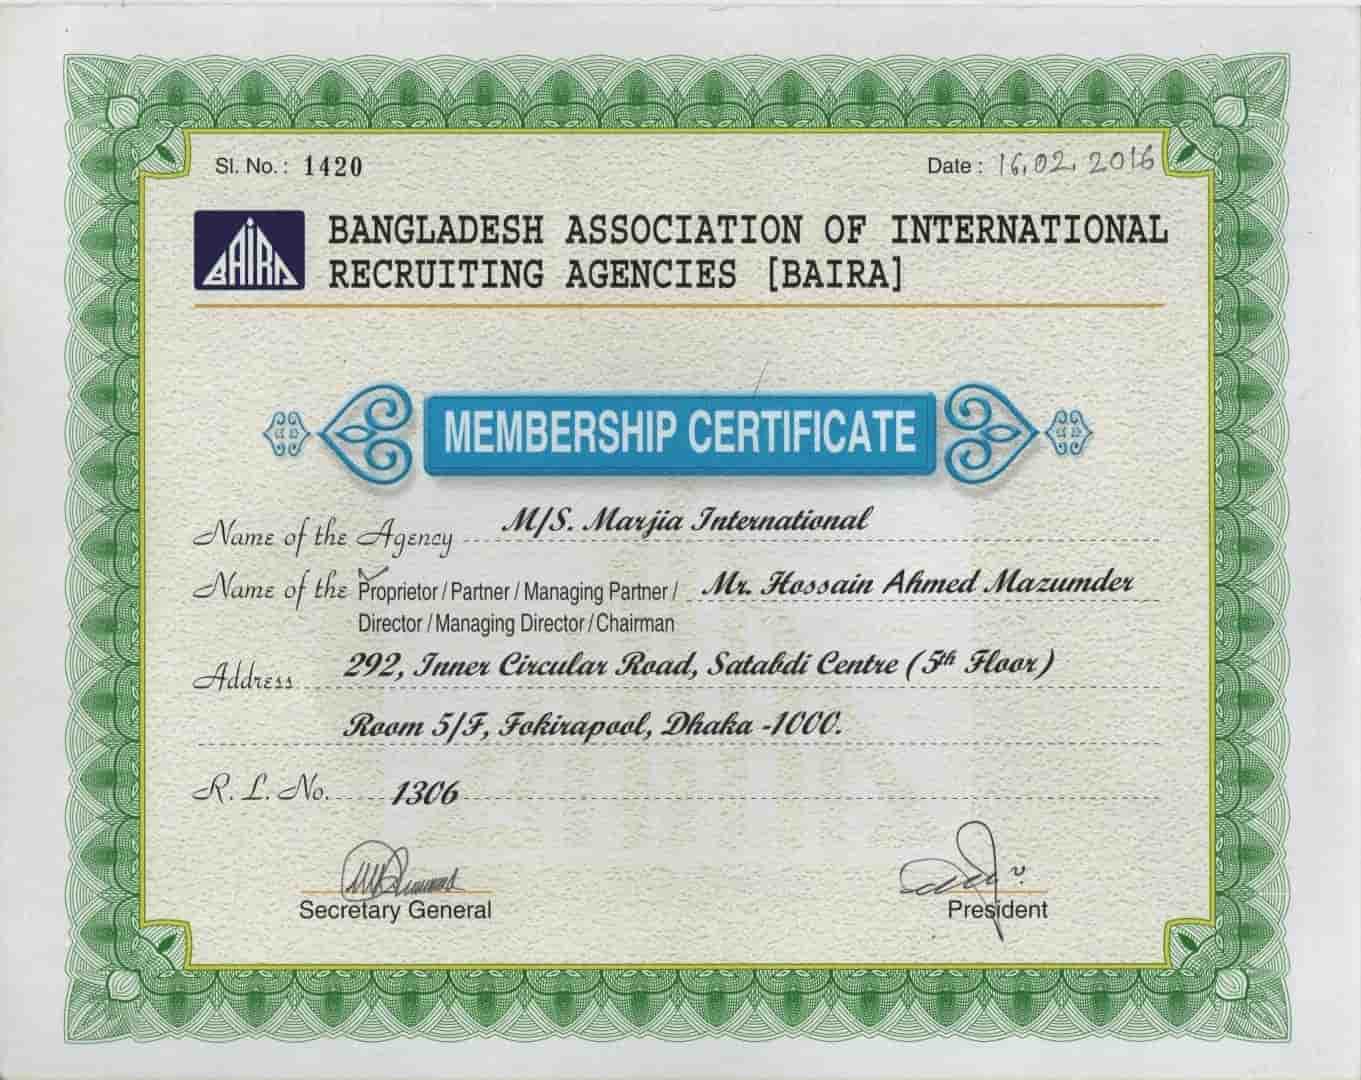 Sl. No. : 1420
Date : 16.02.2016
BAIRA
BANGLADESH ASSOCIATION OF INTERNATIONAL
RECRUITING AGENCIES [BAIRA]
MEMBERSHIP CERTIFICATE
Name of the Agency M/S. Marjia International
Name of the Proprietor / Partner / Managing Partner / Mr. Hossain Ahmed Mazumder
Director / Managing Director / Chairman
Address 292, Inner Circular Road, Satabdi Centre (5th Floor)
Room 5/F, Fokirapool, Dhaka -1000.
R. L. No. 1306
Secretary General
President